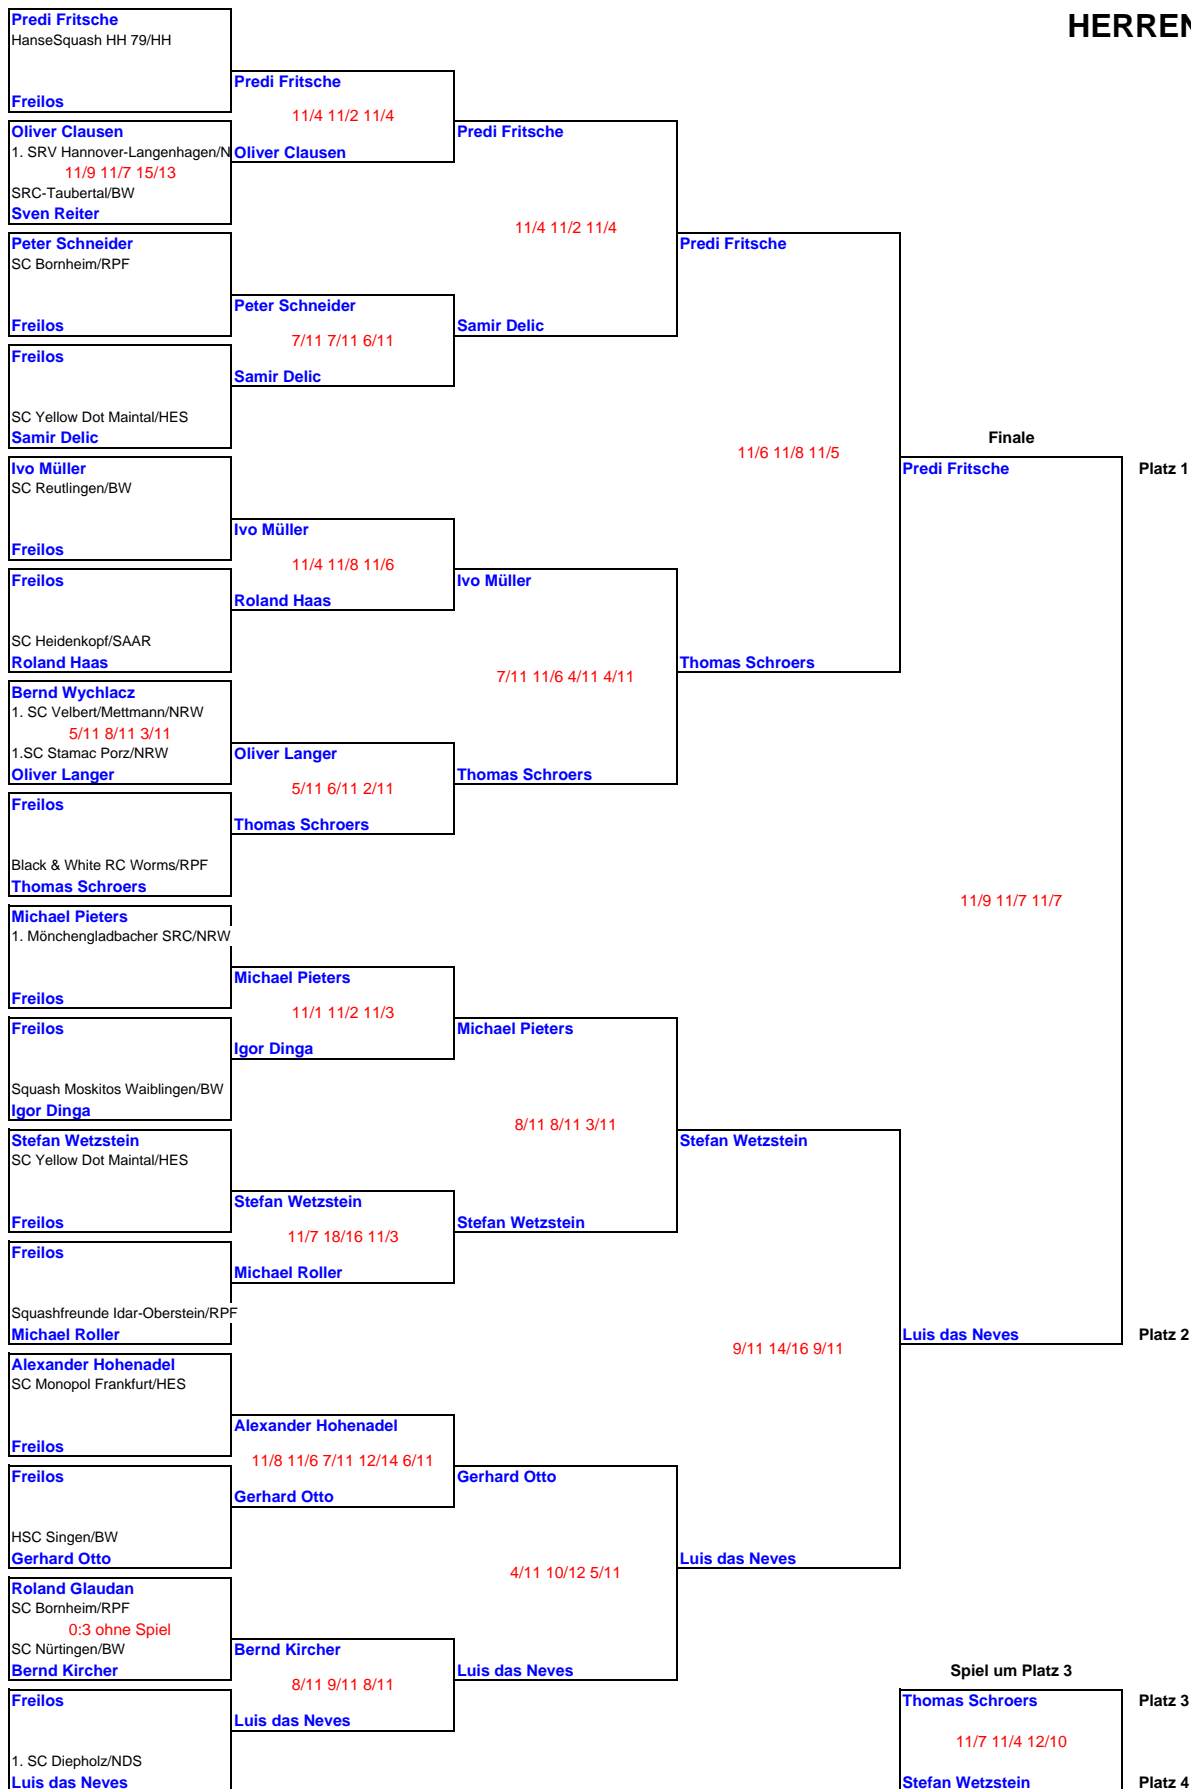 HERREN
Predi Fritsche
HanseSquash HH 79/HH
Freilos
Oliver Clausen
1. SRV Hannover-Langenhagen/N
11/9 11/7 15/13
SRC-Taubertal/BW
Sven Reiter
Peter Schneider
SC Bornheim/RPF
Freilos
Freilos
SC Yellow Dot Maintal/HES
Samir Delic
Ivo Müller
SC Reutlingen/BW
Freilos
Freilos
SC Heidenkopf/SAAR
Roland Haas
Bernd Wychlacz
1. SC Velbert/Mettmann/NRW
5/11 8/11 3/11
1.SC Stamac Porz/NRW
Oliver Langer
Freilos
Black & White RC Worms/RPF
Thomas Schroers
Michael Pieters
1. Mönchengladbacher SRC/NRW
Freilos
Freilos
Squash Moskitos Waiblingen/BW
Igor Dinga
Stefan Wetzstein
SC Yellow Dot Maintal/HES
Freilos
Freilos
Squashfreunde Idar-Oberstein/RPF
Michael Roller
Alexander Hohenadel
SC Monopol Frankfurt/HES
Freilos
Freilos
HSC Singen/BW
Gerhard Otto
Roland Glaudan
SC Bornheim/RPF
0:3 ohne Spiel
SC Nürtingen/BW
Bernd Kircher
Freilos
1. SC Diepholz/NDS
Luis das Neves
Predi Fritsche
11/4 11/2 11/4
Oliver Clausen
Peter Schneider
7/11 7/11 6/11
Samir Delic
Ivo Müller
11/4 11/8 11/6
Roland Haas
Oliver Langer
5/11 6/11 2/11
Thomas Schroers
Michael Pieters
11/1 11/2 11/3
Igor Dinga
Stefan Wetzstein
11/7 18/16 11/3
Michael Roller
Alexander Hohenadel
11/8 11/6 7/11 12/14 6/11
Gerhard Otto
Bernd Kircher
8/11 9/11 8/11
Luis das Neves
Predi Fritsche
11/4 11/2 11/4
Samir Delic
Ivo Müller
7/11 11/6 4/11 4/11
Thomas Schroers
Michael Pieters
8/11 8/11 3/11
Stefan Wetzstein
Gerhard Otto
4/11 10/12 5/11
Luis das Neves
Predi Fritsche
11/6 11/8 11/5
Thomas Schroers
Stefan Wetzstein
9/11 14/16 9/11
Luis das Neves
Finale
Predi Fritsche Platz 1
11/9 11/7 11/7
Luis das Neves Platz 2
Spiel um Platz 3
Thomas Schroers Platz 3
11/7 11/4 12/10
Stefan Wetzstein Platz 4